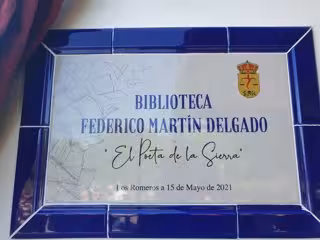 BIBLIOTECA
FEDERICO MARTÍN DELGADO
"El Poeta de la Sierra"
Los Romeros a 15 de Mayo de 2021